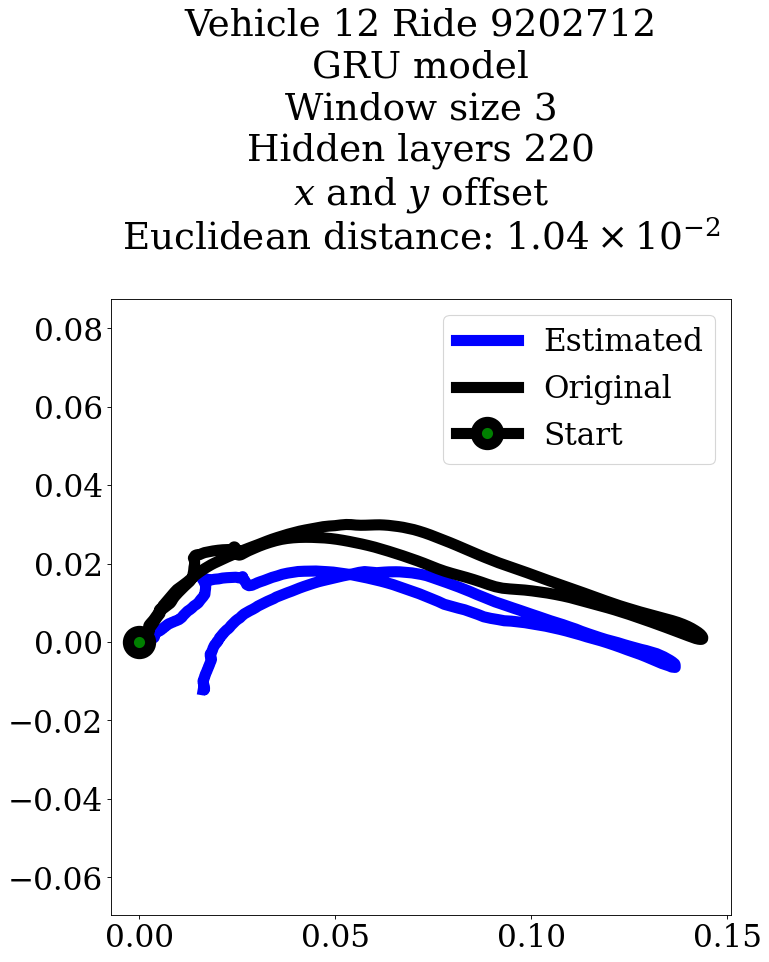 Vehicle 12 Ride 9202712
GRU model
Window size 3
Hidden layers 220
x and y offset
Euclidean distance: 1.04 × 10⁻²
Estimated
Original
Start
0.08
0.06
0.04
0.02
0.00
−0.02
−0.04
−0.06
0.00 0.05 0.10 0.15